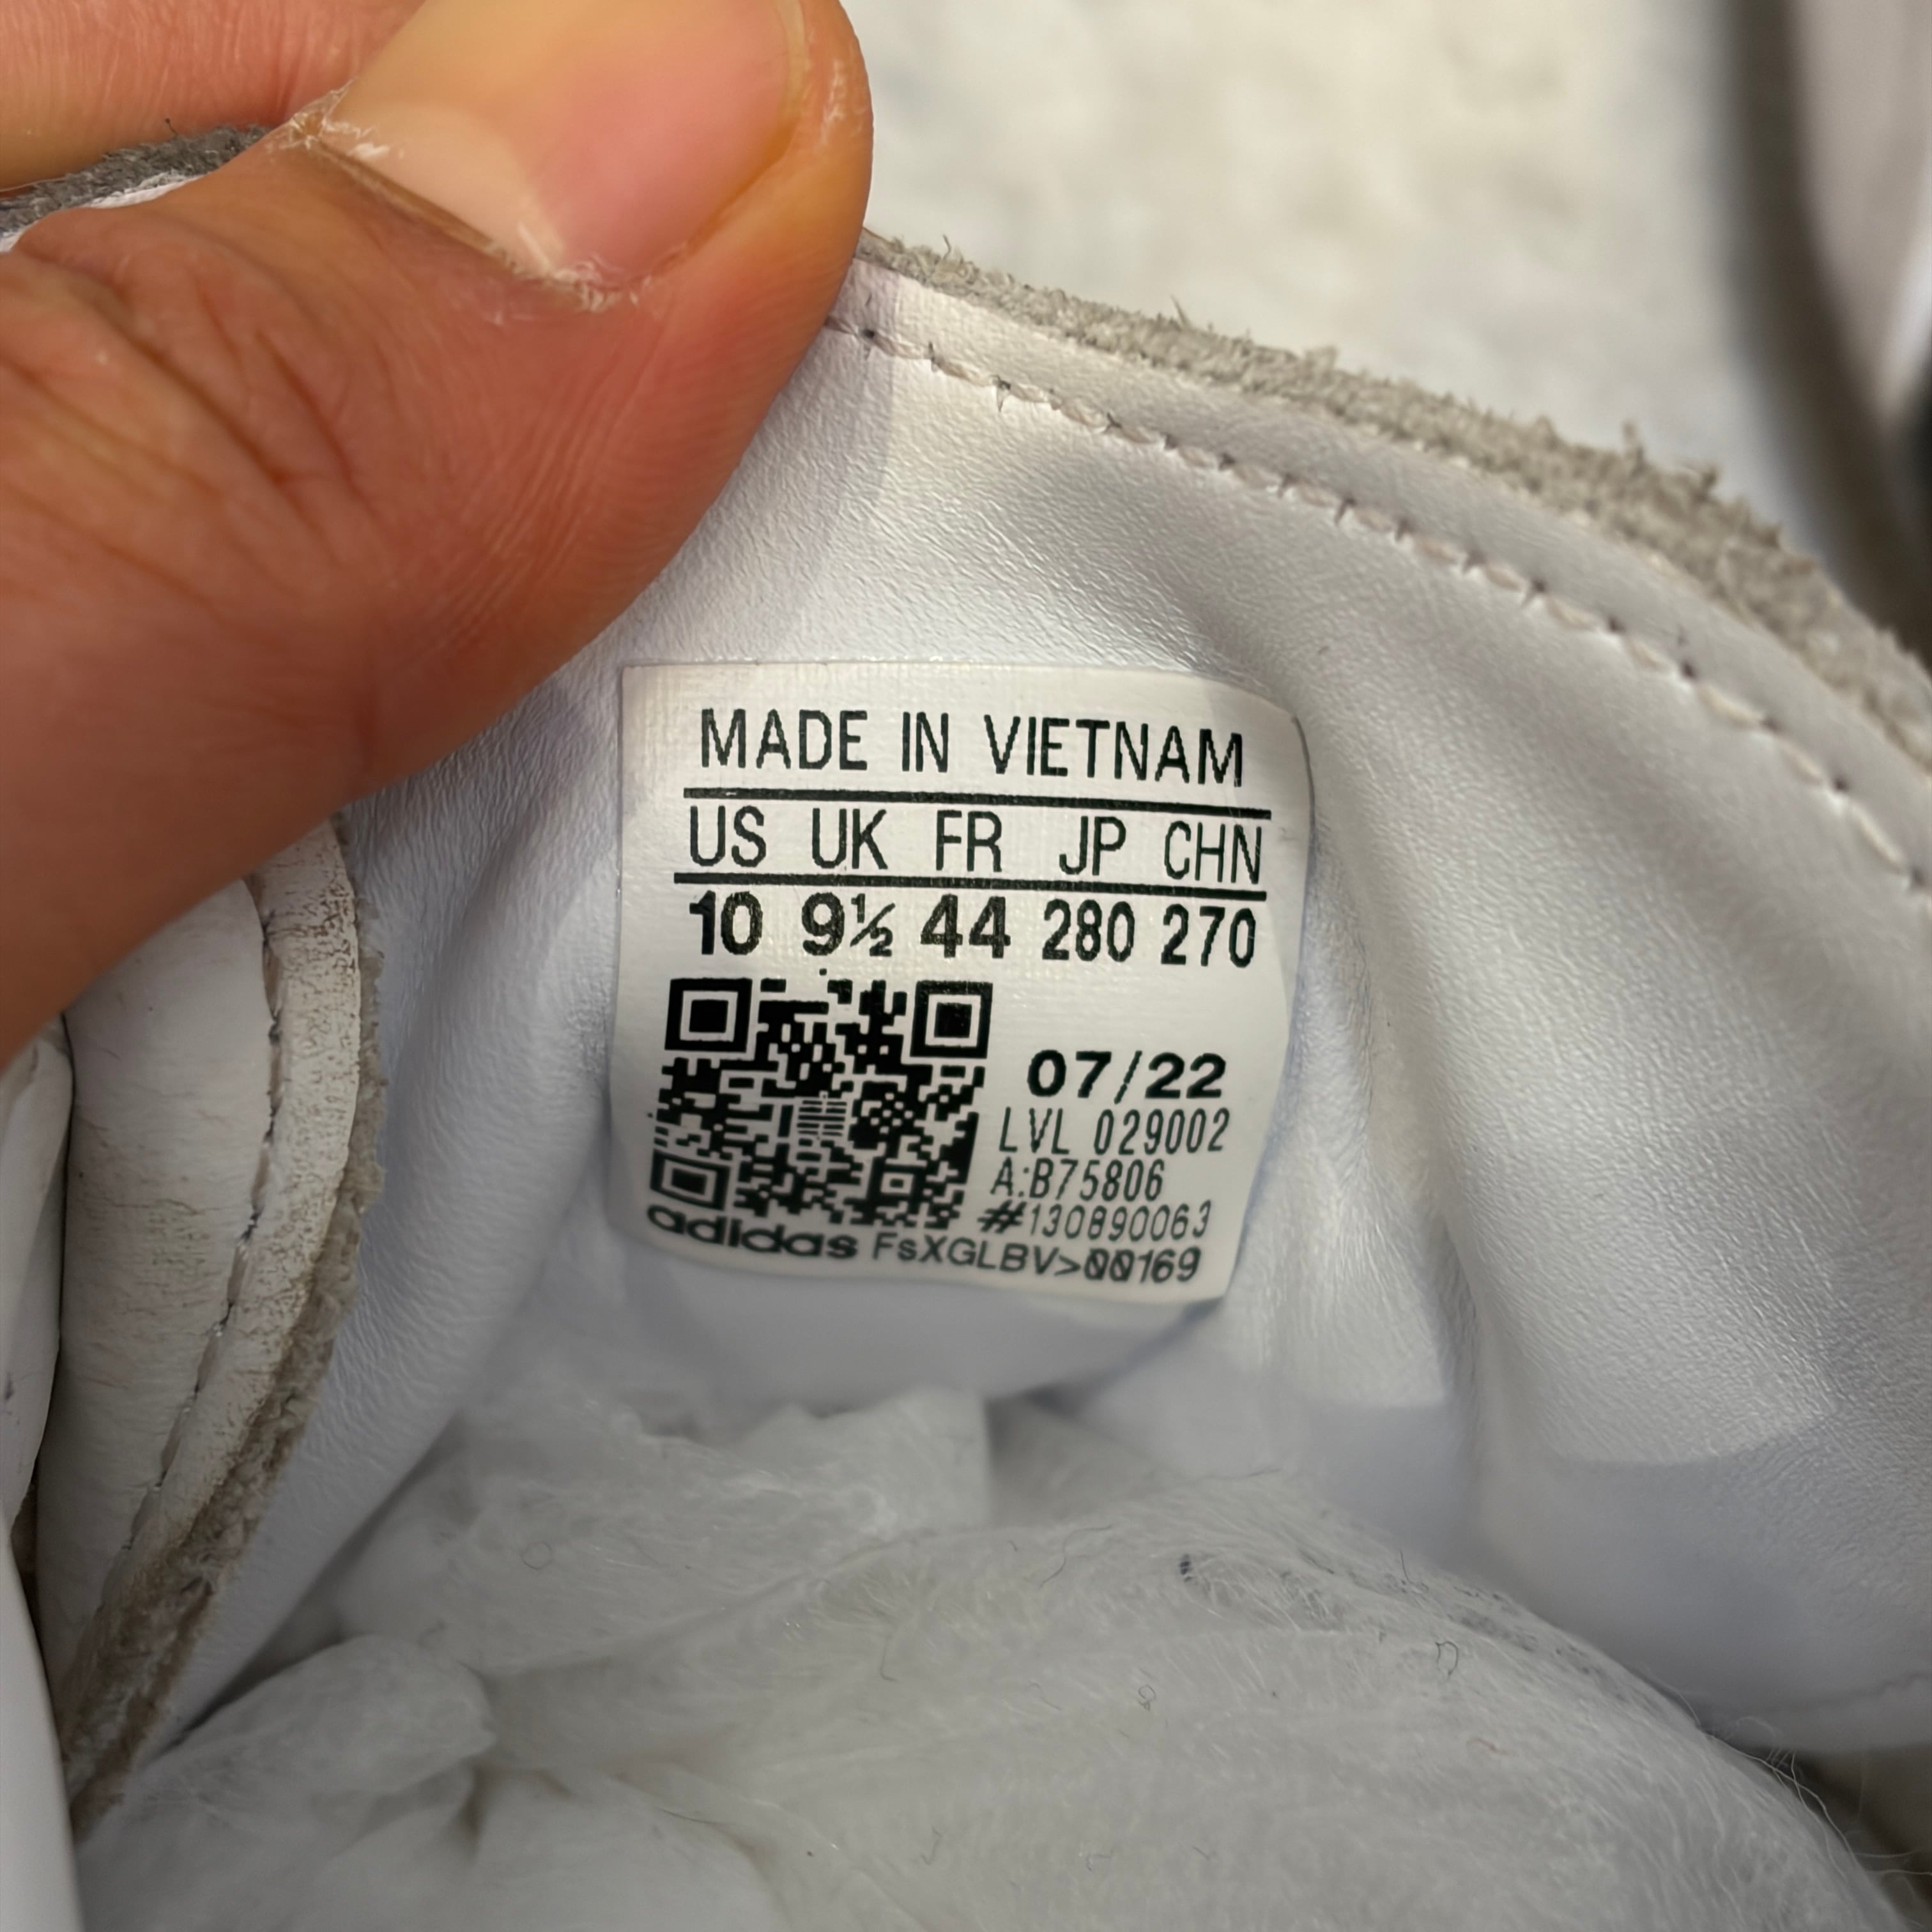 MADE IN VIETNAM
US UK FR JP CHN
10 9½ 44 280 270
07/22
LVL 029002
A:B75806
#130890063
adidas FsXGLBV>00169